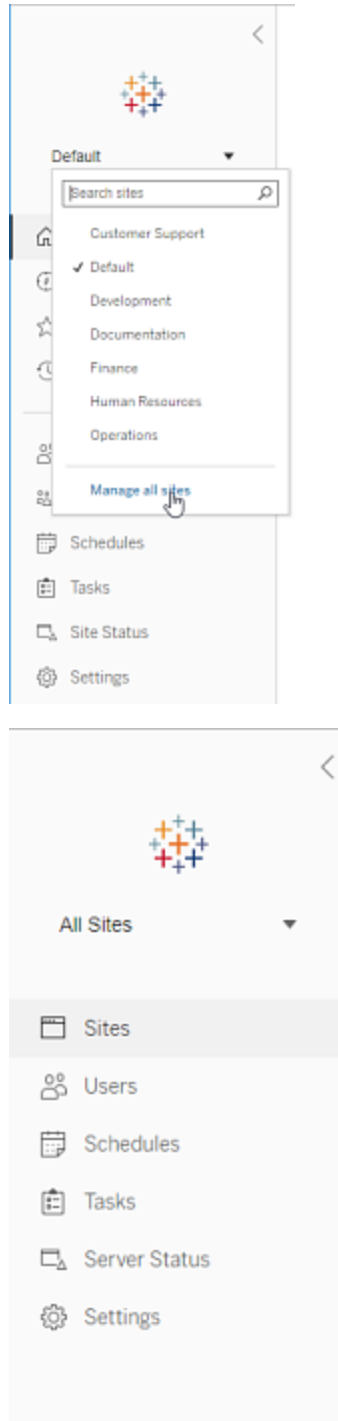 Default
Search sites
Customer Support
Default
Development
Documentation
Finance
Human Resources
Operations
Manage all sites
Schedules
Tasks
Site Status
Settings
All Sites
Sites
Users
Schedules
Tasks
Server Status
Settings